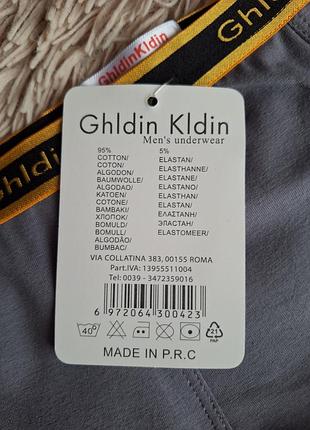 GhldinKldin
Ghldin K
Ghldi
Ghldin Kldin
Men's underwear
95%
COTTON/
COTON/
ALGODON/
BAUMWOLLE/
ALGODAO/
KATOEN/
COTONE/
BAMBAKI/
ХЛОПОК/
BOMULD/
BOMULL/
ALGODÃO/
BUMBAC/
5%
ELASTAN/
ELASTHANNE/
ELASTANE/
ELASTANO/
ELASTHAN/
ELASTAN/
ΕΛΑΣΤΑΝΗ/
ЭЛАСТАН/
ELASTOMEER/
VIA COLLATINA 383, 00155 ROMA
Part.IVA: 13955511004
Tel: 0039 - 3472359016
6 972064 300423
40°
21
PAP
MADE IN P.R.C